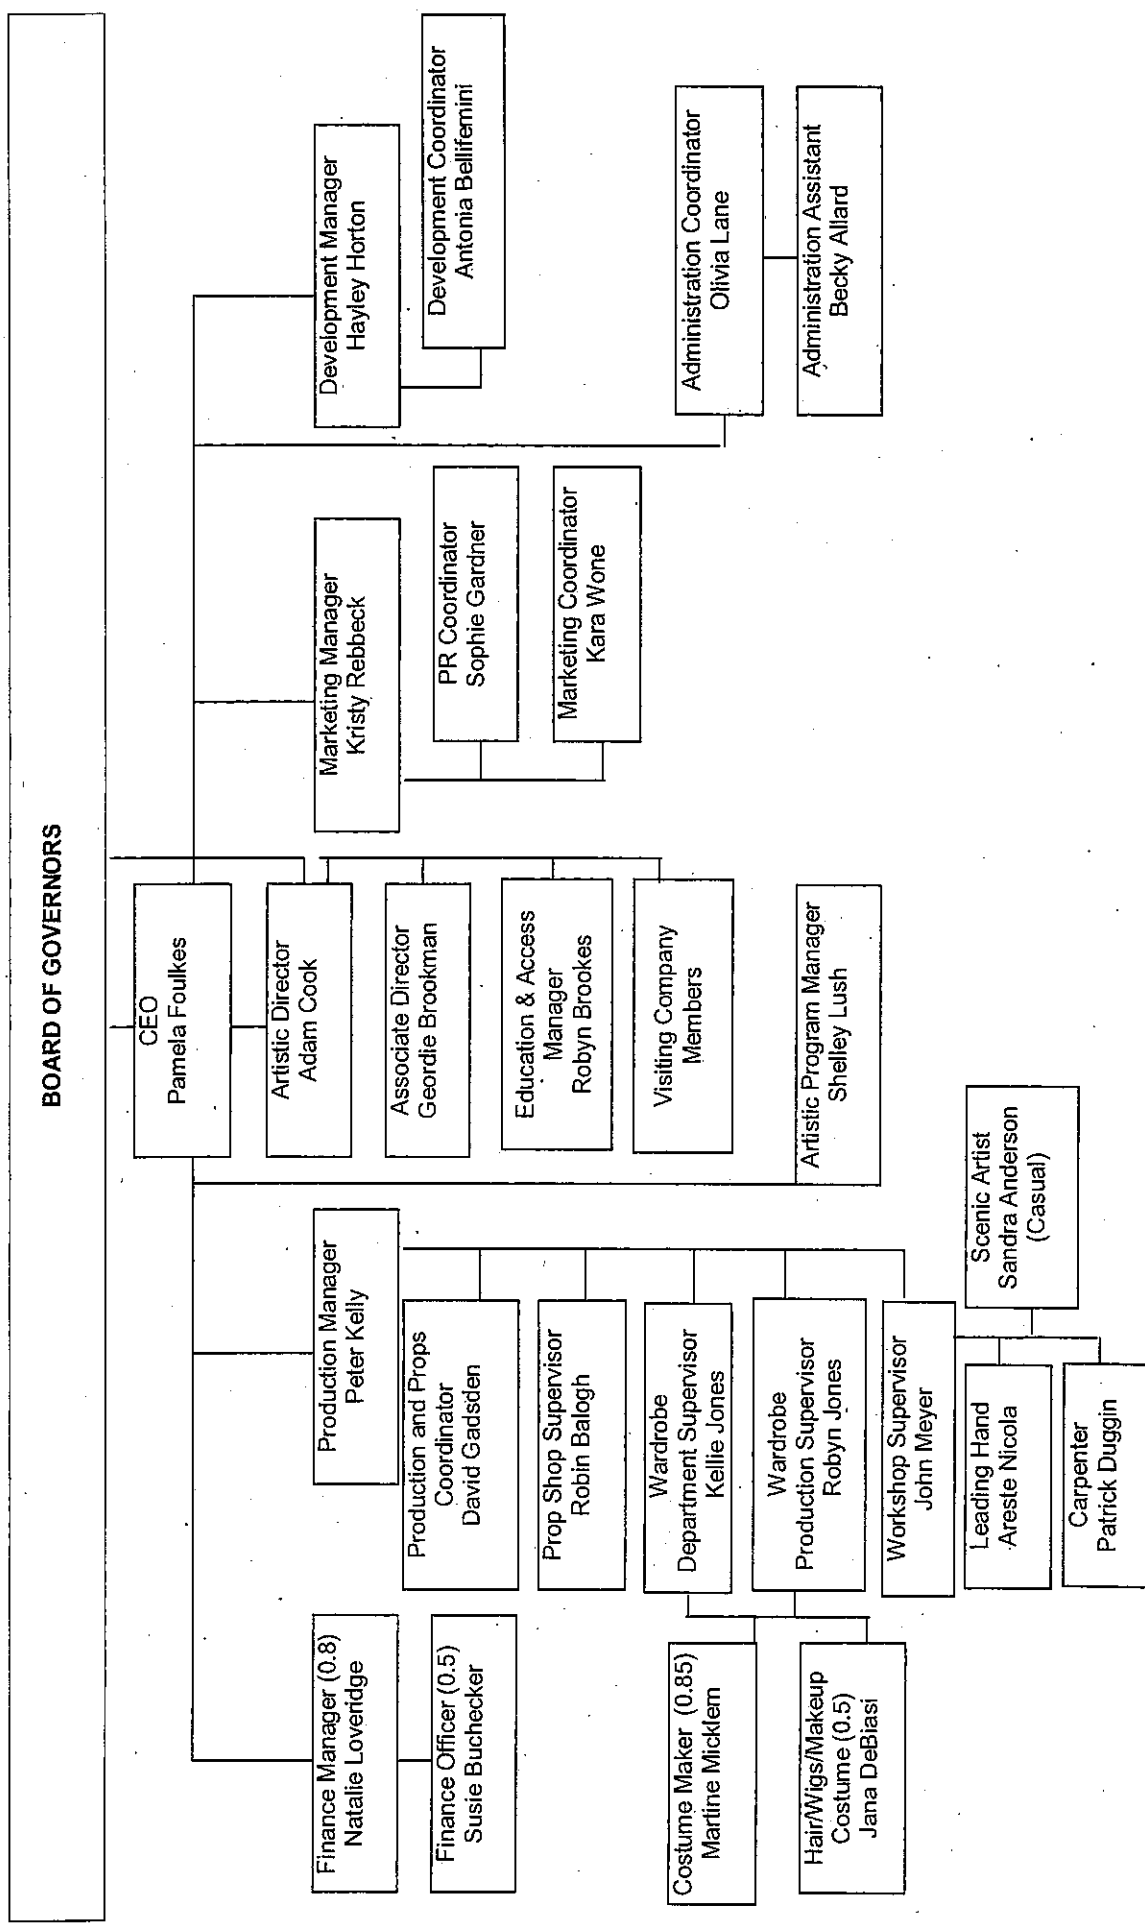 BOARD OF GOVERNORS
CEO
Pamela Foulkes
Artistic Director
Adam Cook
Associate Director
Geordie Brookman
Education & Access
Manager
Robyn Brookes
Visiting Company
Members
Artistic Program Manager
Shelley Lush
Finance Manager (0.8)
Natalie Loveridge
Finance Officer (0.5)
Susie Buchecker
Production Manager
Peter Kelly
Production and Props
Coordinator
David Gadsden
Prop Shop Supervisor
Robin Balogh
Wardrobe
Department Supervisor
Kellie Jones
Wardrobe
Production Supervisor
Robyn Jones
Costume Maker (0.85)
Martine Micklem
Hair/Wigs/Makeup
Costume (0.5)
Jana DeBiasi
Workshop Supervisor
John Meyer
Leading Hand
Areste Nicola
Carpenter
Patrick Duggin
Scenic Artist
Sandra Anderson
(Casual)
Marketing Manager
Kristy Rebbeck
PR Coordinator
Sophie Gardner
Marketing Coordinator
Kara Wone
Development Manager
Hayley Horton
Development Coordinator
Antonia Bellifemini
Administration Coordinator
Olivia Lane
Administration Assistant
Becky Allard